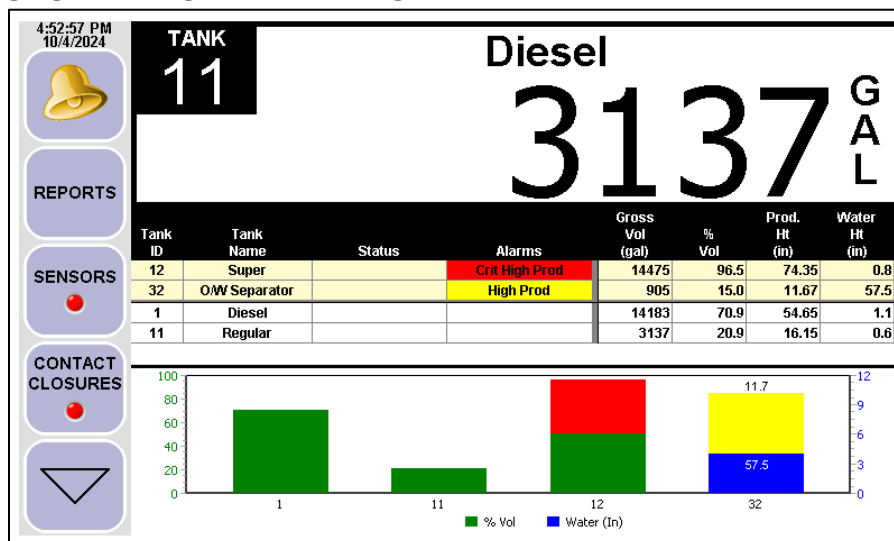 4:52:57 PM
10/4/2024
TANK
11
Diesel
3137
GAL
REPORTS
SENSORS
CONTACT
CLOSURES
Tank ID Tank Name Status Alarms Gross Vol (gal) % Vol Prod. Ht (in) Water Ht (in)
12 Super Crit High Prod 14475 96.5 74.35 0.8
32 O/W Separator High Prod 905 15.0 11.67 57.5
1 Diesel 14183 70.9 54.65 1.1
11 Regular 3137 20.9 16.15 0.6
100 12
80 9
60 6
40 3
20 0
0
11.7
57.5
1 11 12 32
% Vol Water (In)